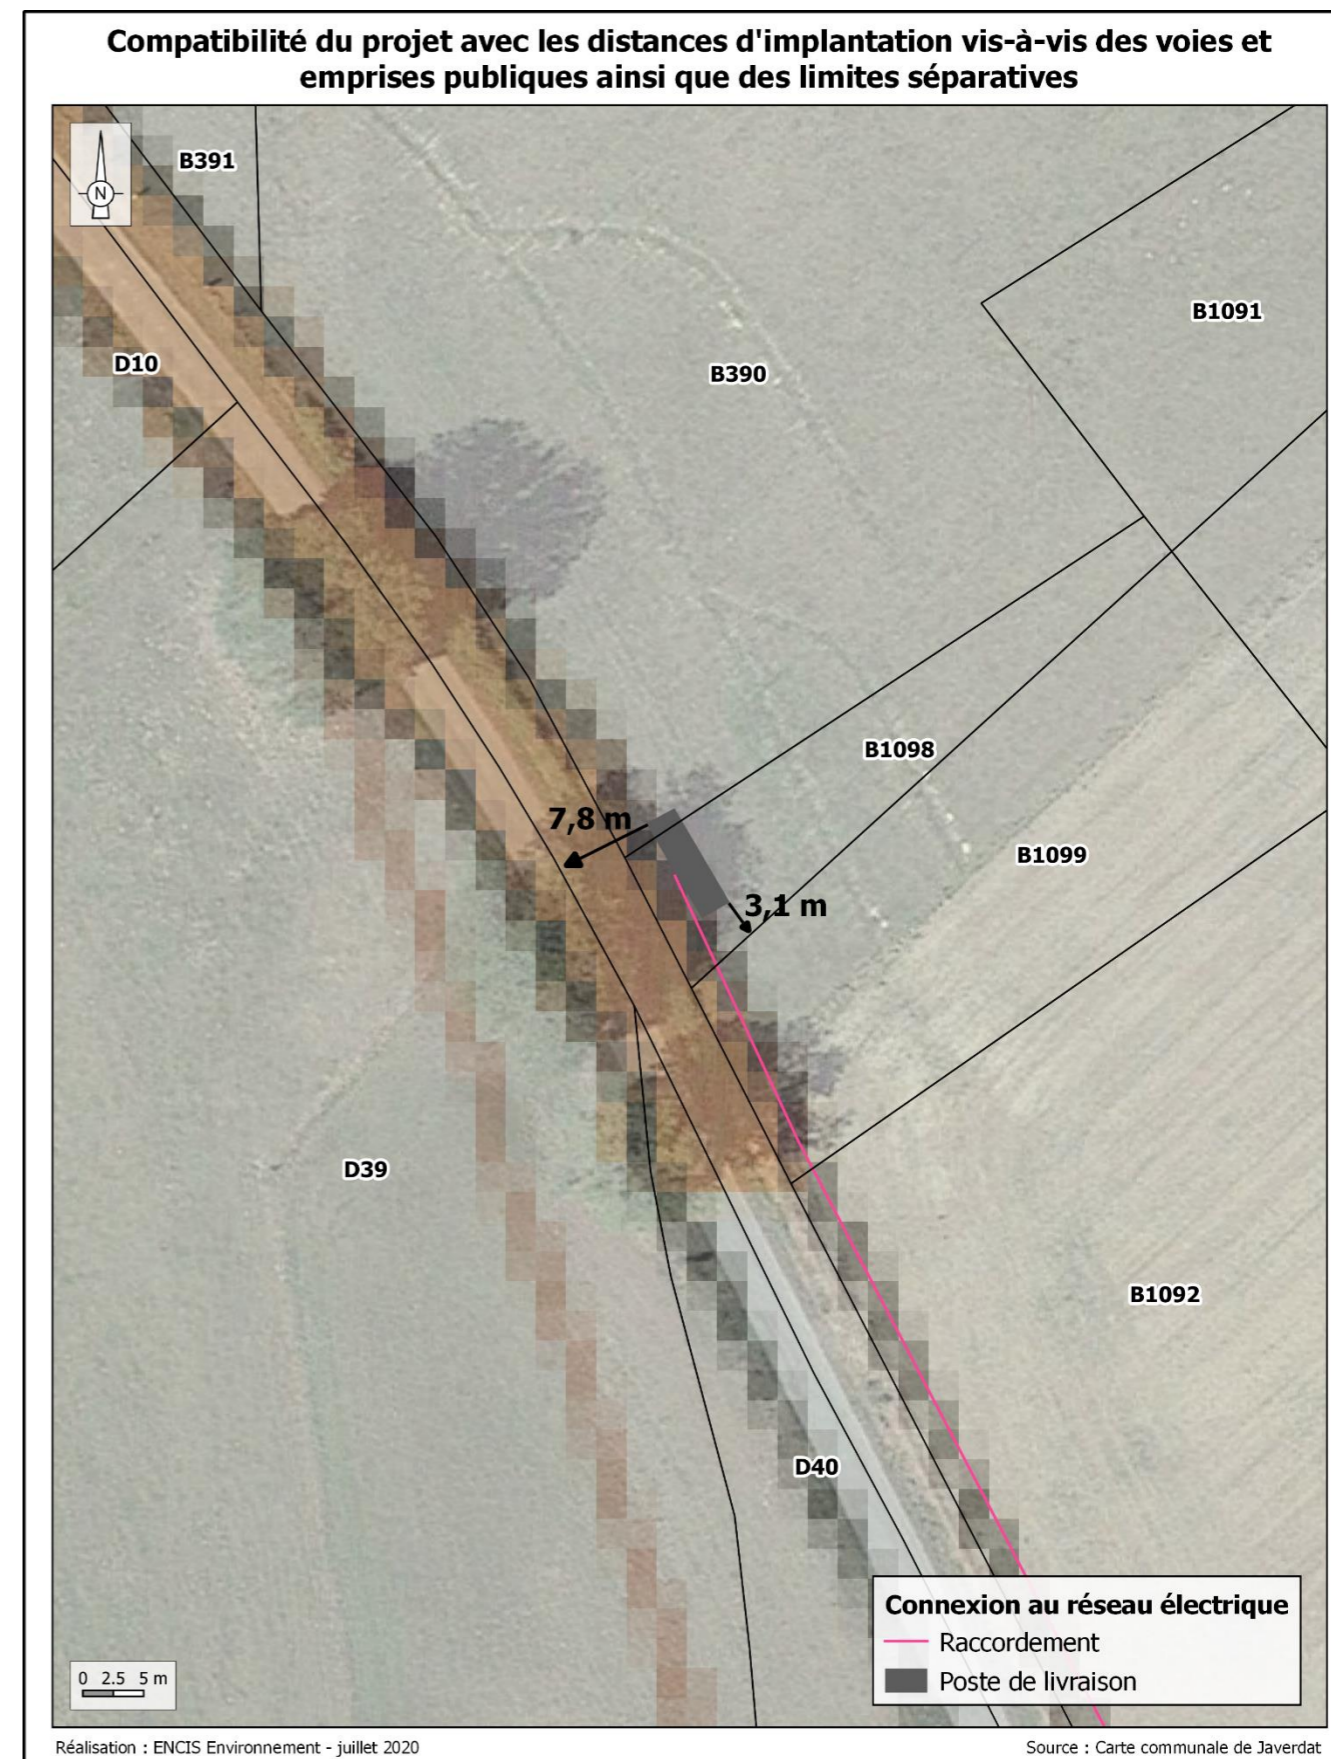 Compatibilité du projet avec les distances d'implantation vis-à-vis des voies et
emprises publiques ainsi que des limites séparatives
N
B391
B1091
D10
B390
B1098
7,8 m
B1099
3,1 m
D39
B1092
D40
Connexion au réseau électrique
Raccordement
Poste de livraison
0 2.5 5 m
Réalisation : ENCIS Environnement - juillet 2020
Source : Carte communale de Javerdat